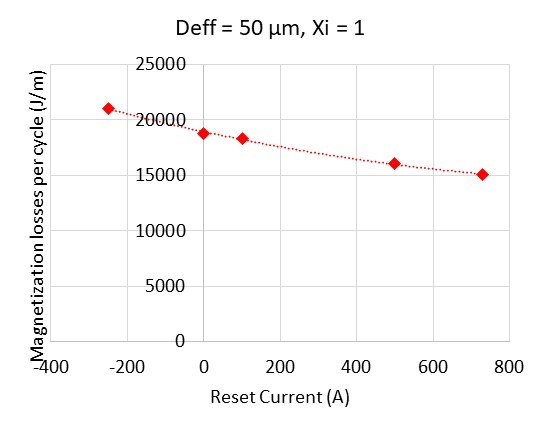 Deff = 50 µm, Xi = 1
Magnetization losses per cycle (J/m)
25000
20000
15000
10000
5000
0
-400 -200 0 200 400 600 800
Reset Current (A)